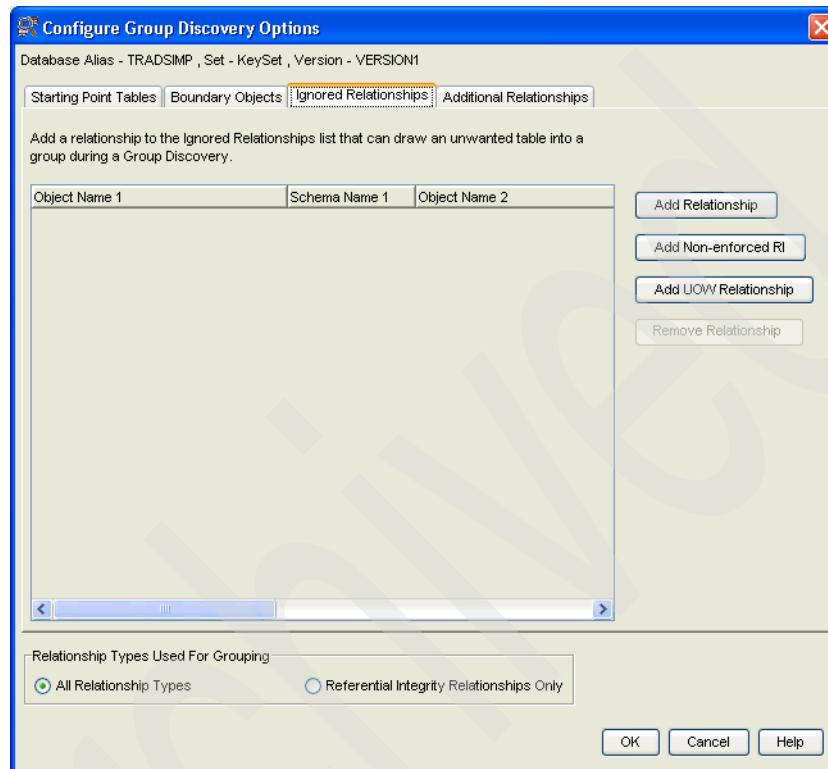 Configure Group Discovery Options
Database Alias - TRADSIMP , Set - KeySet , Version - VERSION1
Starting Point Tables Boundary Objects Ignored Relationships Additional Relationships
Add a relationship to the Ignored Relationships list that can draw an unwanted table into a
group during a Group Discovery.
Object Name 1 Schema Name 1 Object Name 2
Add Relationship
Add Non-enforced RI
Add UOW Relationship
Remove Relationship
Relationship Types Used For Grouping
All Relationship Types Referential Integrity Relationships Only
OK Cancel Help